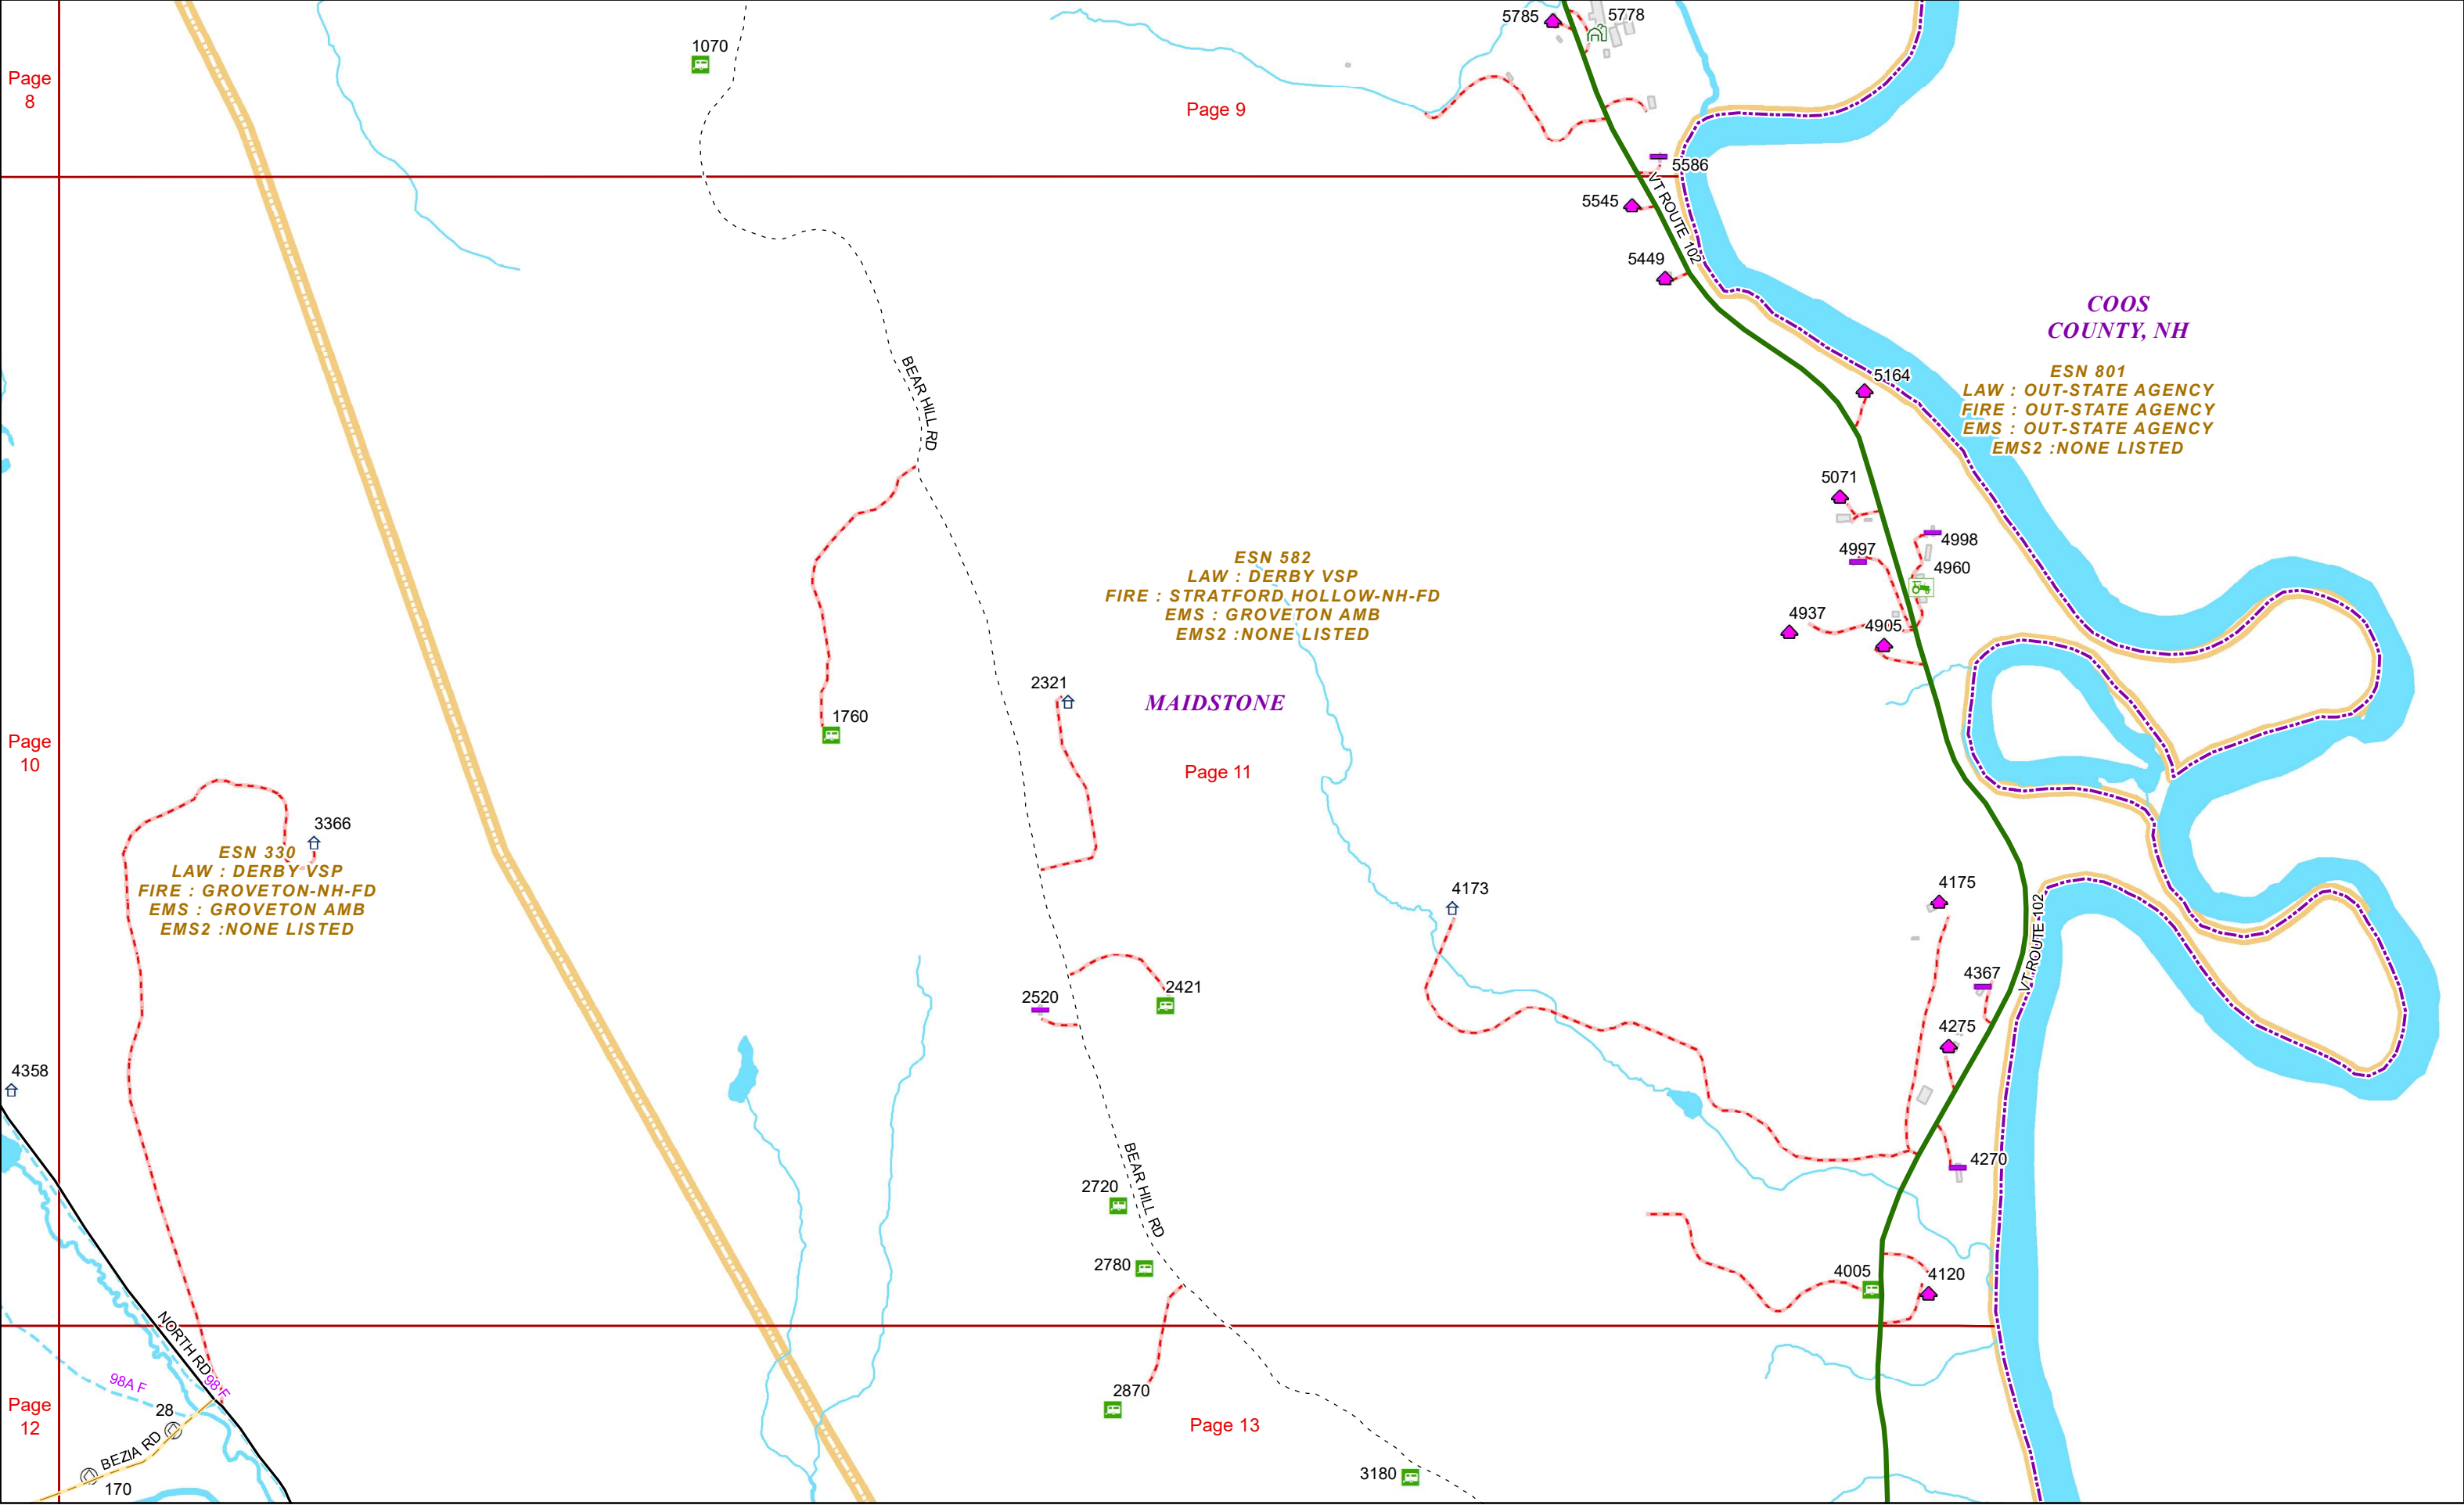 5785
5778
1070
Page
8
Page 9
5586
VT ROUTE 102
5545
5449
COOS
COUNTY, NH
ESN 801
LAW : OUT-STATE AGENCY
FIRE : OUT-STATE AGENCY
EMS : OUT-STATE AGENCY
EMS2 :NONE LISTED
5164
BEAR HILL RD
5071
4998
4997
4960
ESN 582
LAW : DERBY VSP
FIRE : STRATFORD HOLLOW-NH-FD
EMS : GROVETON AMB
EMS2 :NONE LISTED
4937
4905
2321
MAIDSTONE
1760
Page
10
Page 11
3366
ESN 330
LAW : DERBY VSP
FIRE : GROVETON-NH-FD
EMS : GROVETON AMB
EMS2 :NONE LISTED
4173
4175
VT ROUTE 102
4367
2421
2520
4275
4358
BEAR HILL RD
4270
2720
2780
4005
4120
NORTH RD
98A F
98 F
2870
Page
12
28
Page 13
BEZIA RD
3180
170